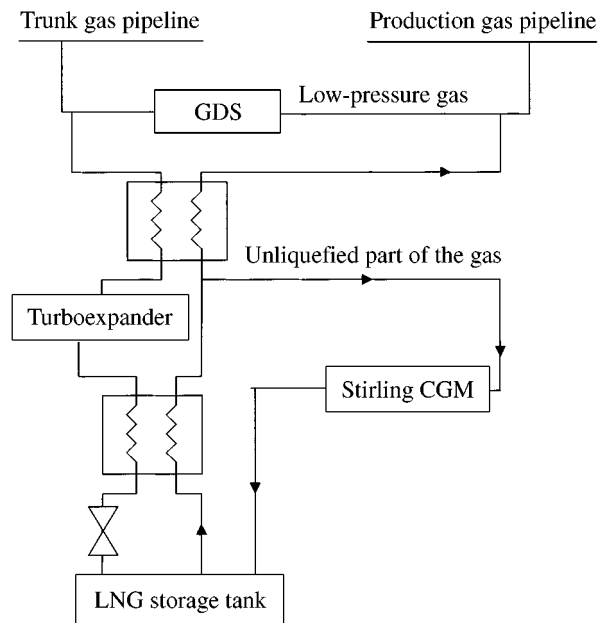 Trunk gas pipeline
Production gas pipeline
GDS
Low-pressure gas
Unliquefied part of the gas
Turboexpander
Stirling CGM
LNG storage tank